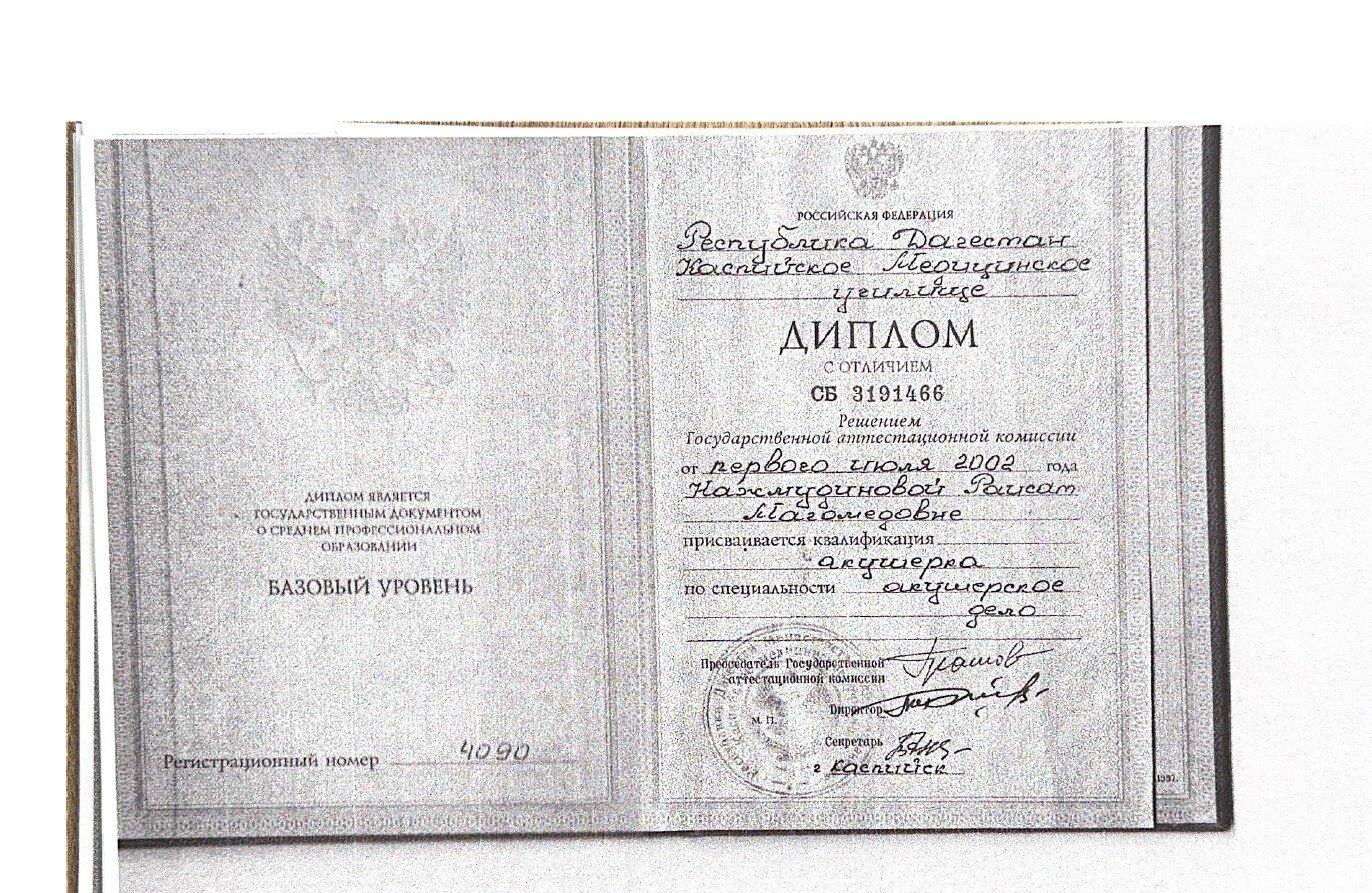 ДИПЛОМ ЯВЛЯЕТСЯ
ГОСУДАРСТВЕННЫМ ДОКУМЕНТОМ
О СРЕДНЕМ ПРОФЕССИОНАЛЬНОМ
ОБРАЗОВАНИИ
БАЗОВЫЙ УРОВЕНЬ
Регистрационный номер 4090
РОССИЙСКАЯ ФЕДЕРАЦИЯ
Республика Дагестан
Каспийское Медицинское
училище
ДИПЛОМ
С ОТЛИЧИЕМ
СБ 3191466
Решением
Государственной аттестационной комиссии
от первого июля 2002 года
Нажмудиновой Раисат
Магомедовне
присваивается квалификация
акушерка
по специальности акушерское
дело
Председатель Государственной
аттестационной комиссии
Директор
М. П.
Секретарь
г Каспийск
1997.